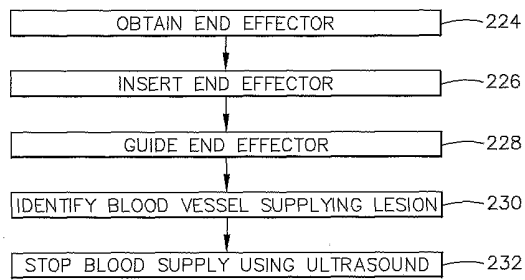 OBTAIN END EFFECTOR 224
INSERT END EFFECTOR 226
GUIDE END EFFECTOR 228
IDENTIFY BLOOD VESSEL SUPPLYING LESION 230
STOP BLOOD SUPPLY USING ULTRASOUND 232